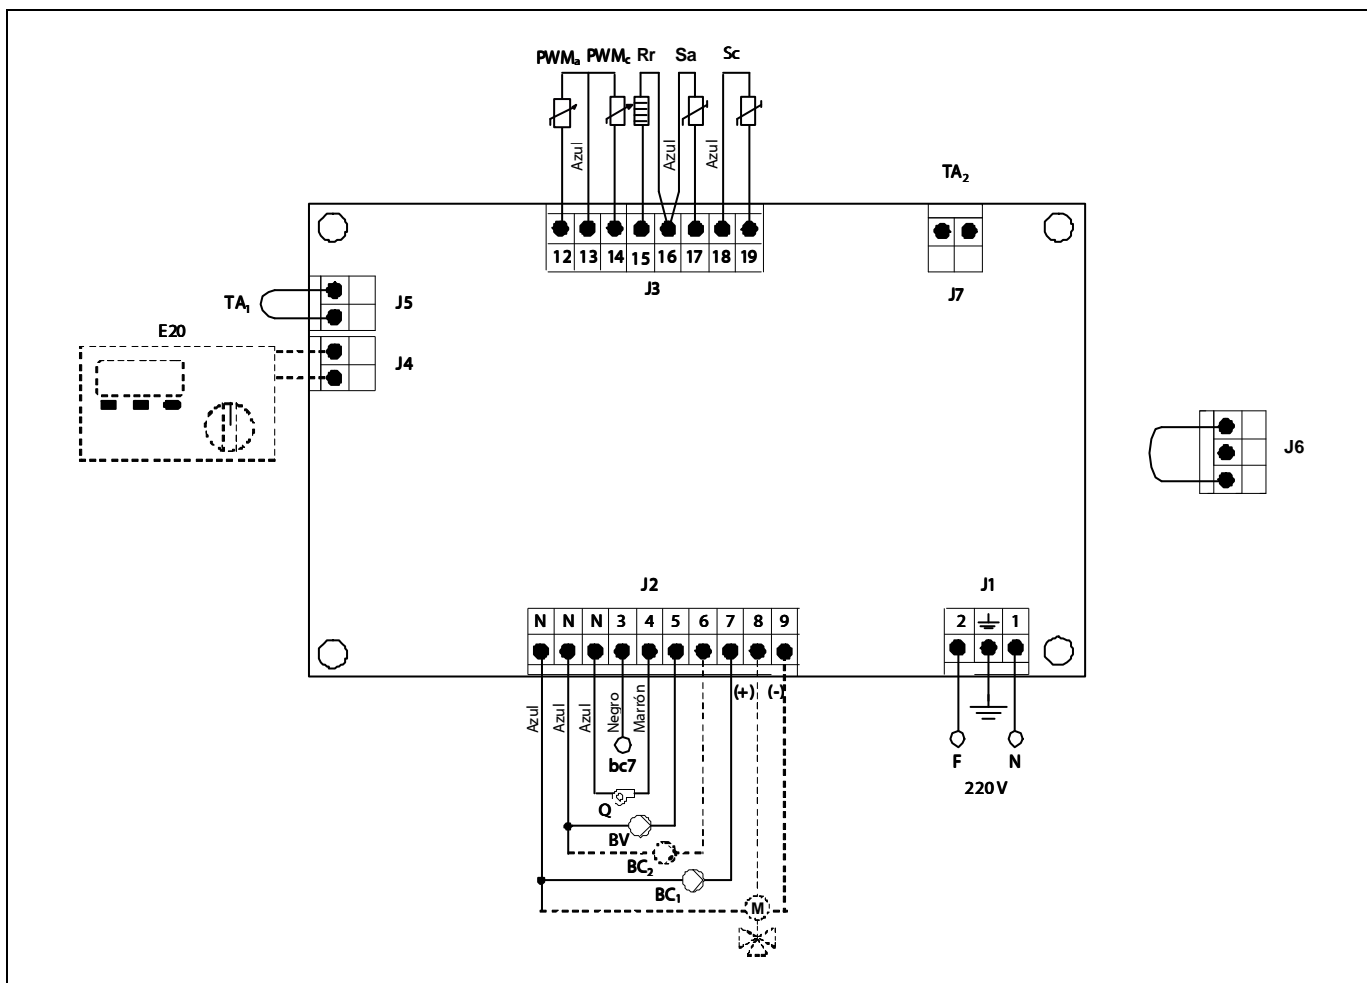 PWMa PWMc Rr Sa Sc
Azul Azul Azul
TA2
12 13 14 15 16 17 18 19
J3
J7
TA1
J5
E20
J4
J6
J2
J1
N N N 3 4 5 6 7 8 9
2 1
(+) (-)
Azul Azul Azul Negro Marrón
bc7
F N
220 V
Q
BV
BC2
BC1
M